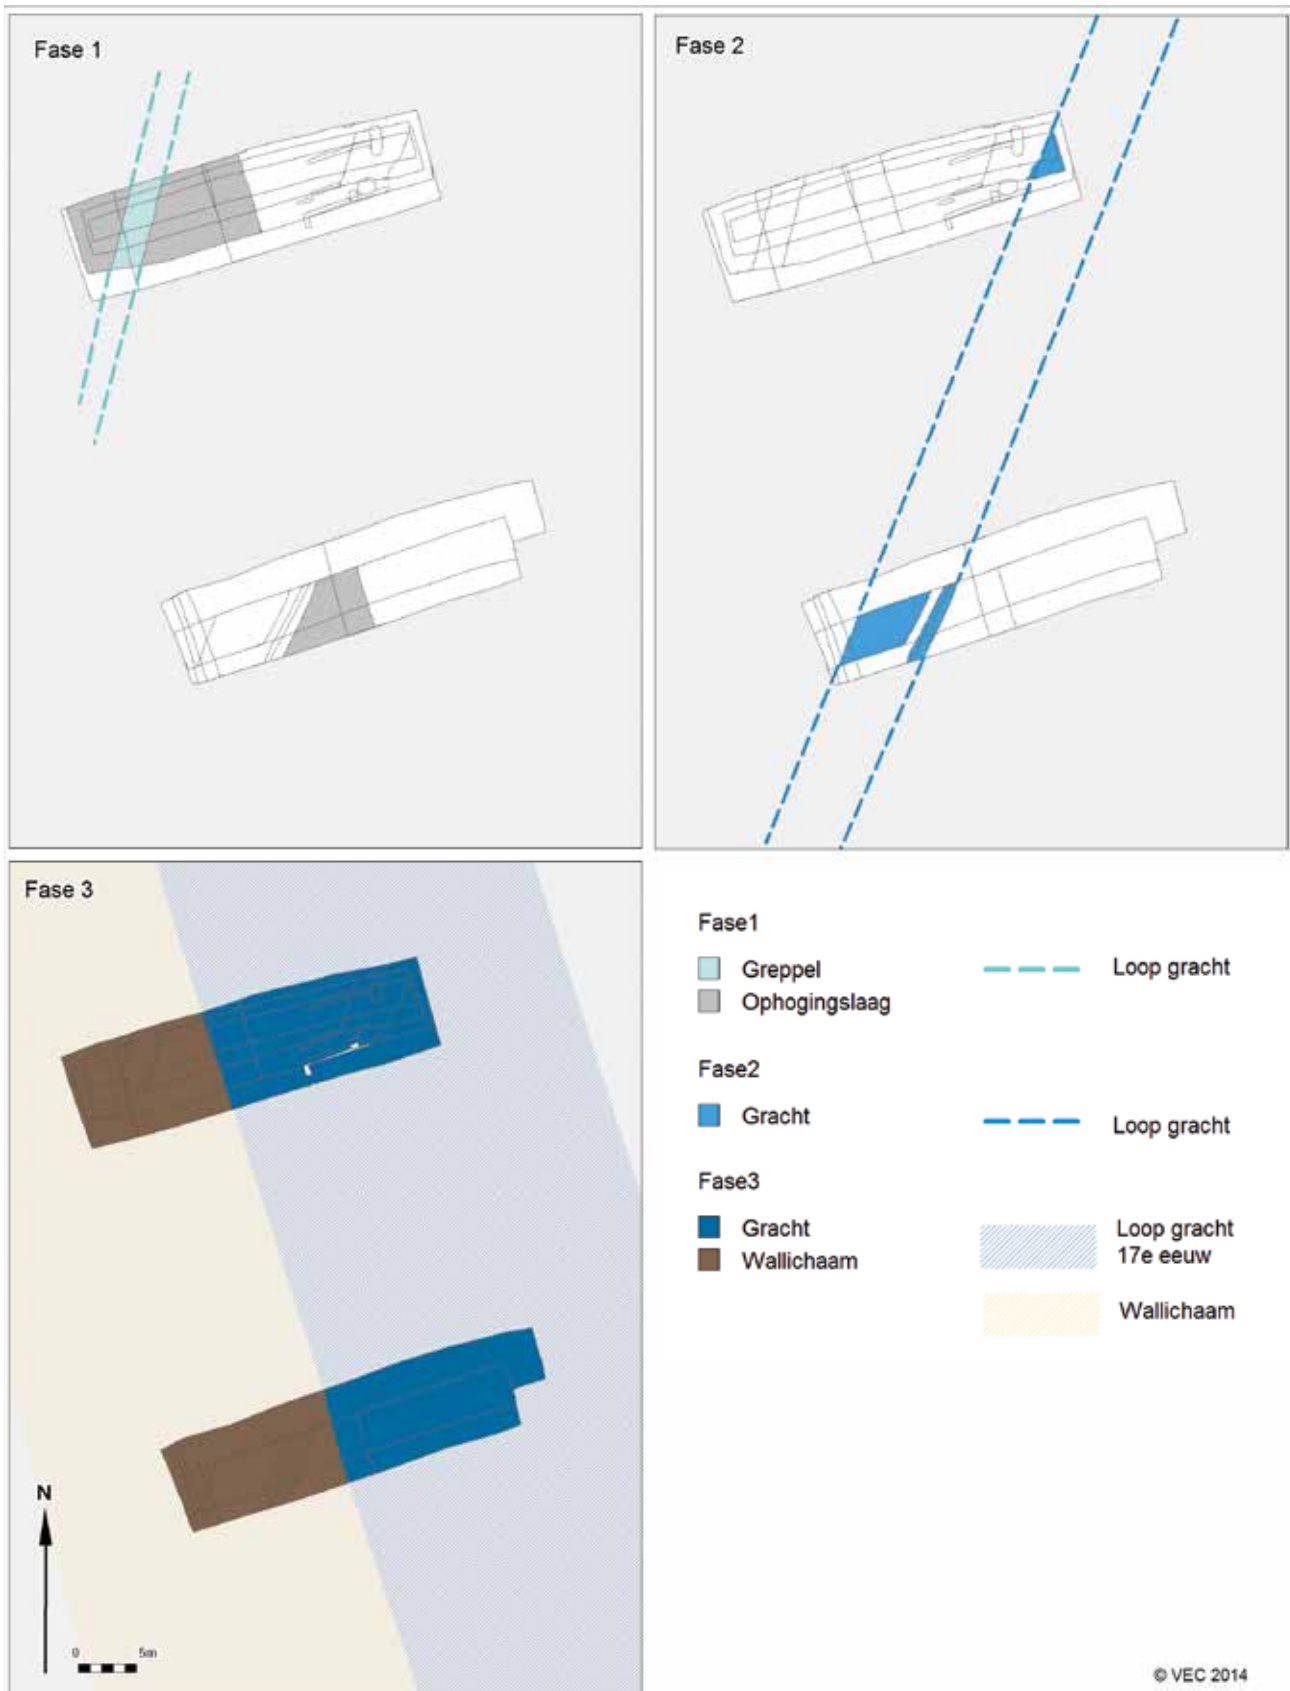 Fase 1
Fase 2
Fase 3
N
0 5m
Fase1
Greppel
Ophogingslaag
Loop gracht
Fase2
Gracht
Loop gracht
Fase3
Gracht
Wallichaam
Loop gracht
17e eeuw
Wallichaam
© VEC 2014